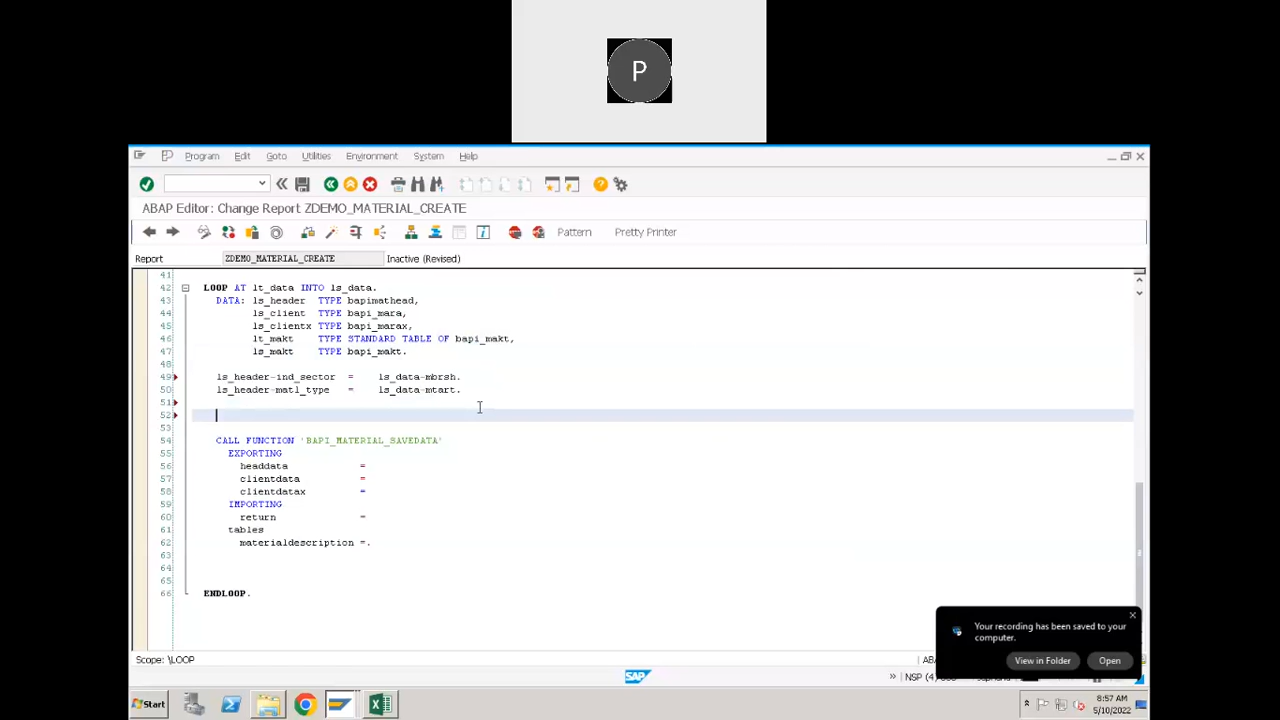 P
Program Edit Goto Utilities Environment System Help
ABAP Editor: Change Report ZDEMO_MATERIAL_CREATE
Pattern Pretty Printer
Report ZDEMO_MATERIAL_CREATE Inactive (Revised)
41
42 LOOP AT lt_data INTO ls_data.
43 DATA: ls_header TYPE bapimathead,
44 ls_client TYPE bapi_mara,
45 ls_clientx TYPE bapi_marax,
46 lt_makt TYPE STANDARD TABLE OF bapi_makt,
47 ls_makt TYPE bapi_makt.
48
49 ls_header-ind_sector = ls_data-mbrsh.
50 ls_header-matl_type = ls_data-mtart.
51
52
53
54 CALL FUNCTION 'BAPI_MATERIAL_SAVEDATA'
55 EXPORTING
56 headdata =
57 clientdata =
58 clientdatax =
59 IMPORTING
60 return =
61 tables
62 materialdescription =.
63
64
65
66 ENDLOOP.
Your recording has been saved to your
computer.
View in Folder Open
Scope: \LOOP
SAP
» NSP (4)
Start
8:57 AM
5/10/2022